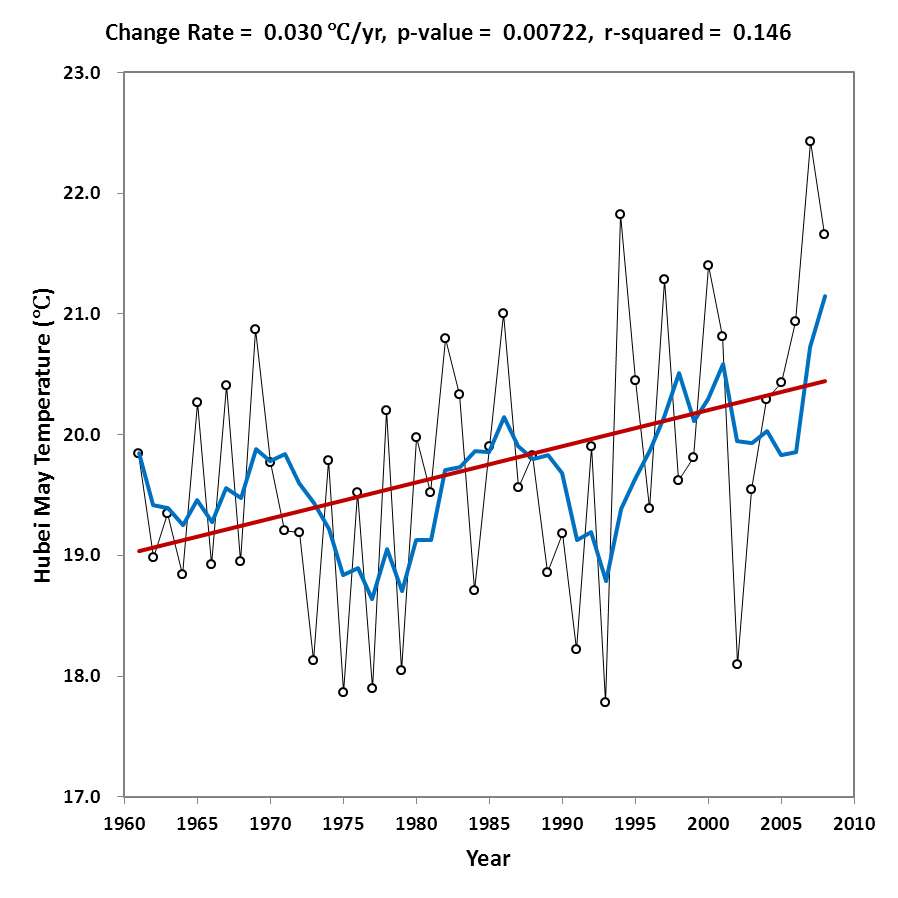 Change Rate = 0.030 ℃/yr, p-value = 0.00722, r-squared = 0.146
Hubei May Temperature (℃)
23.0
22.0
21.0
20.0
19.0
18.0
17.0
1960 1965 1970 1975 1980 1985 1990 1995 2000 2005 2010
Year